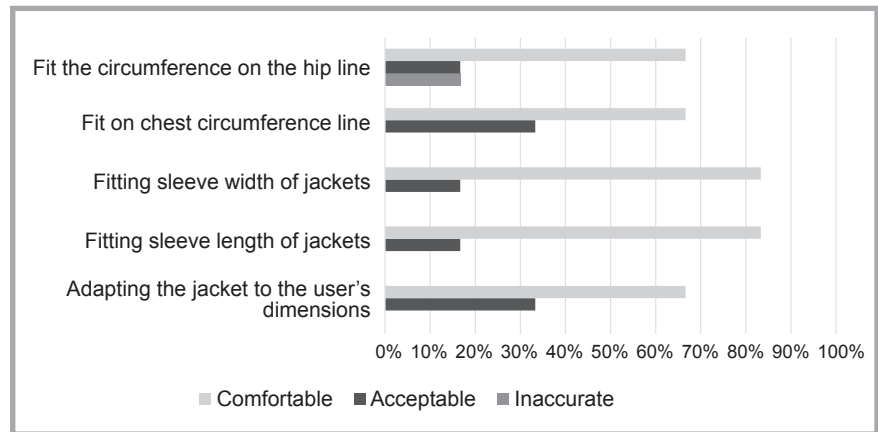 Fit the circumference on the hip line
Fit on chest circumference line
Fitting sleeve width of jackets
Fitting sleeve length of jackets
Adapting the jacket to the user's
dimensions
0% 10% 20% 30% 40% 50% 60% 70% 80% 90% 100%
Comfortable Acceptable Inaccurate